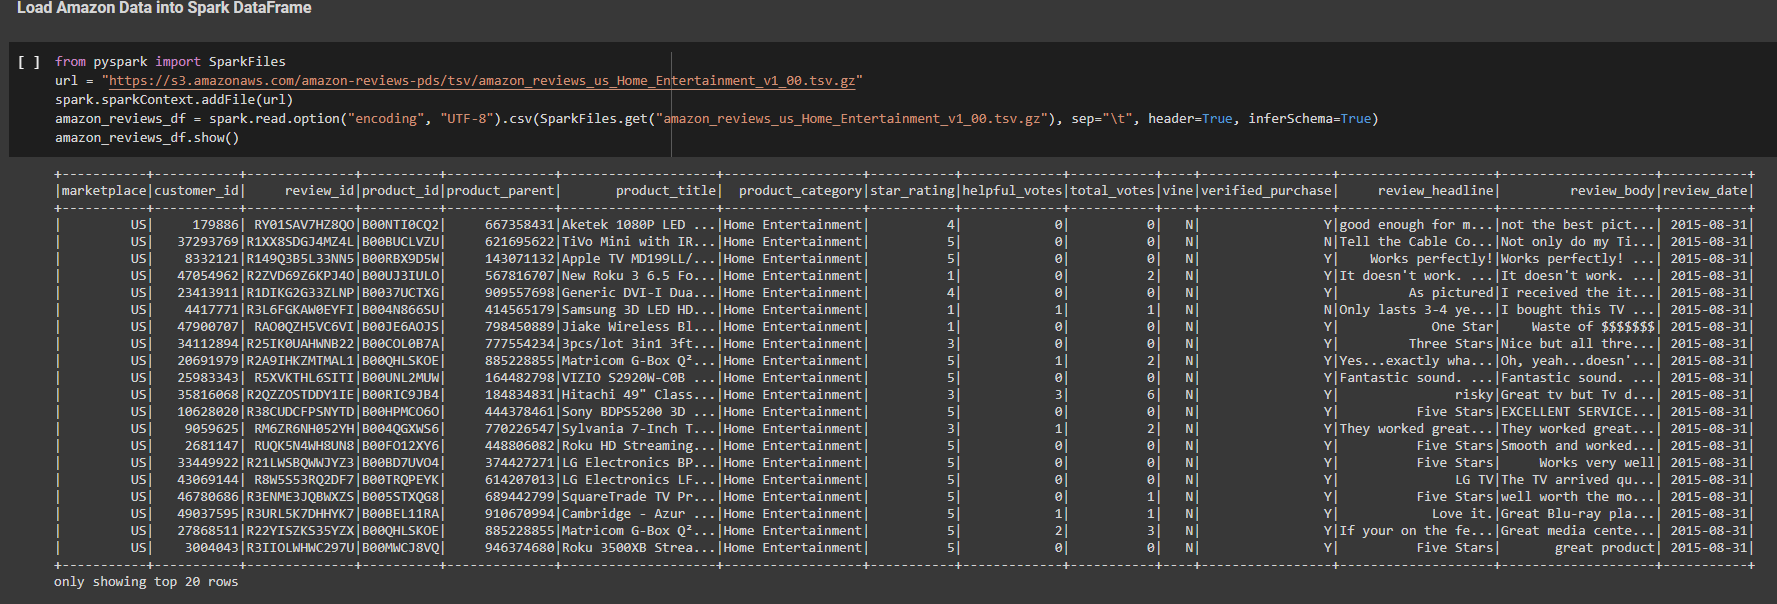 Load Amazon Data into Spark DataFrame
[ ] from pyspark import SparkFiles
url = "https://s3.amazonaws.com/amazon-reviews-pds/tsv/amazon_reviews_us_Home_Entertainment_v1_00.tsv.gz"
spark.sparkContext.addFile(url)
amazon_reviews_df = spark.read.option("encoding", "UTF-8").csv(SparkFiles.get("amazon_reviews_us_Home_Entertainment_v1_00.tsv.gz"), sep="\t", header=True, inferSchema=True)
amazon_reviews_df.show()
+-----------+-----------+--------------+----------+--------------+--------------------+------------------+-----------+-------------+-----------+----+-----------------+--------------------+--------------------+-----------+
|marketplace|customer_id|     review_id|product_id|product_parent|       product_title|  product_category|star_rating|helpful_votes|total_votes|vine|verified_purchase|     review_headline|         review_body|review_date|
+-----------+-----------+--------------+----------+--------------+--------------------+------------------+-----------+-------------+-----------+----+-----------------+--------------------+--------------------+-----------+
|         US|     179886| RY01SAV7HZ8QO|B00NTI0CQ2|     667358431|Aketek 1080P LED ...|Home Entertainment|          4|            0|          0|   N|                Y|good enough for m...|not the best pict...| 2015-08-31|
|         US|   37293769|R1XX8SDGJ4MZ4L|B00BUCLVZU|     621695622|TiVo Mini with IR...|Home Entertainment|          5|            0|          0|   N|                N|Tell the Cable Co...|Not only do my Ti...| 2015-08-31|
|         US|    8332121|R149Q3B5L33NN5|B00RBX9D5W|     143071132|Apple TV MD199LL/...|Home Entertainment|          5|            0|          0|   N|                Y|    Works perfectly!|Works perfectly! ...| 2015-08-31|
|         US|   47054962|R2ZVD69Z6KPJ4O|B00UJ3IULO|     567816707|New Roku 3 6.5 Fo...|Home Entertainment|          1|            0|          2|   N|                Y|It doesn't work. ...|It doesn't work. ...| 2015-08-31|
|         US|   23413911|R1DIKG2G33ZLNP|B0037UCTXG|     909557698|Generic DVI-I Dua...|Home Entertainment|          4|            0|          0|   N|                Y|         As pictured|I received the it...| 2015-08-31|
|         US|    4417771|R3L6FGKAW0EYFI|B004N866SU|     414565179|Samsung 3D LED HD...|Home Entertainment|          1|            1|          1|   N|                N|Only lasts 3-4 ye...|I bought this TV ...| 2015-08-31|
|         US|   47900707| RAO0QZH5VC6VI|B00JE6AOJS|     798450889|Jiake Wireless Bl...|Home Entertainment|          1|            0|          0|   N|                Y|            One Star|    Waste of $$$$$$$| 2015-08-31|
|         US|   34112894|R25IK0UAHWNB22|B00COL0B7A|     777554234|3pcs/lot 3in1 3ft...|Home Entertainment|          3|            0|          0|   N|                Y|         Three Stars|Nice but all thre...| 2015-08-31|
|         US|   20691979|R2A9IHKZMTMAL1|B00QHLSKOE|     885228855|Matricom G-Box Q²...|Home Entertainment|          5|            1|          2|   N|                Y|Yes...exactly wha...|Oh, yeah...doesn'...| 2015-08-31|
|         US|   25983343| R5XVKTHL6SITI|B00UNL2MUW|     164482798|VIZIO S2920W-C0B ...|Home Entertainment|          5|            0|          0|   N|                Y|Fantastic sound. ...|Fantastic sound. ...| 2015-08-31|
|         US|   35816068|R2QZZOSTDDY1IE|B00RIC9JB4|     184834831|Hitachi 49" Class...|Home Entertainment|          3|            3|          6|   N|                Y|               risky|Great tv but Tv d...| 2015-08-31|
|         US|   10628020|R38CUDCFPSNYTD|B00HPMCO6O|     444378461|Sony BDPS5200 3D ...|Home Entertainment|          5|            0|          0|   N|                Y|          Five Stars|EXCELLENT SERVICE...| 2015-08-31|
|         US|    9059625|RM6ZR6NH052YH|B004QGXWS6|     770226547|Sylvania 7-Inch T...|Home Entertainment|          3|            1|          2|   N|                Y|They worked great...|They worked great...| 2015-08-31|
|         US|    2681147| RUQK5N4WH8UN8|B00FO12XY6|     448806082|Roku HD Streaming...|Home Entertainment|          5|            0|          0|   N|                Y|          Five Stars|Smooth and worked...| 2015-08-31|
|         US|   33449922|R21LWSBQWWJYZ3|B00BD7UVO4|     374427271|LG Electronics BP...|Home Entertainment|          5|            0|          0|   N|                Y|          Five Stars|     Works very well| 2015-08-31|
|         US|   43069144| R8W5S53RQ2DF7|B00TRQPEYK|     614207013|LG Electronics LF...|Home Entertainment|          5|            0|          0|   N|                Y|               LG TV|The TV arrived qu...| 2015-08-31|
|         US|   46780686|R3ENME3JQBWXZS|B005STXQG8|     689442799|SquareTrade TV Pr...|Home Entertainment|          5|            0|          1|   N|                Y|          Five Stars|well worth the mo...| 2015-08-31|
|         US|   49037595|R3URL5K7DHHYK7|B00BEL11RA|     910670994|Cambridge - Azur ...|Home Entertainment|          5|            1|          1|   N|                Y|            Love it.|Great Blu-ray pla...| 2015-08-31|
|         US|   27868511|R22YISZKS35YZX|B00QHLSKOE|     885228855|Matricom G-Box Q²...|Home Entertainment|          5|            2|          3|   N|                Y|If your on the fe...|Great media cente...| 2015-08-31|
|         US|    3004043|R3IIOLWHWC297U|B00MWCJ8VQ|     946374680|Roku 3500XB Strea...|Home Entertainment|          5|            0|          0|   N|                Y|          Five Stars|       great product| 2015-08-31|
+-----------+-----------+--------------+----------+--------------+--------------------+------------------+-----------+-------------+-----------+----+-----------------+--------------------+--------------------+-----------+
only showing top 20 rows